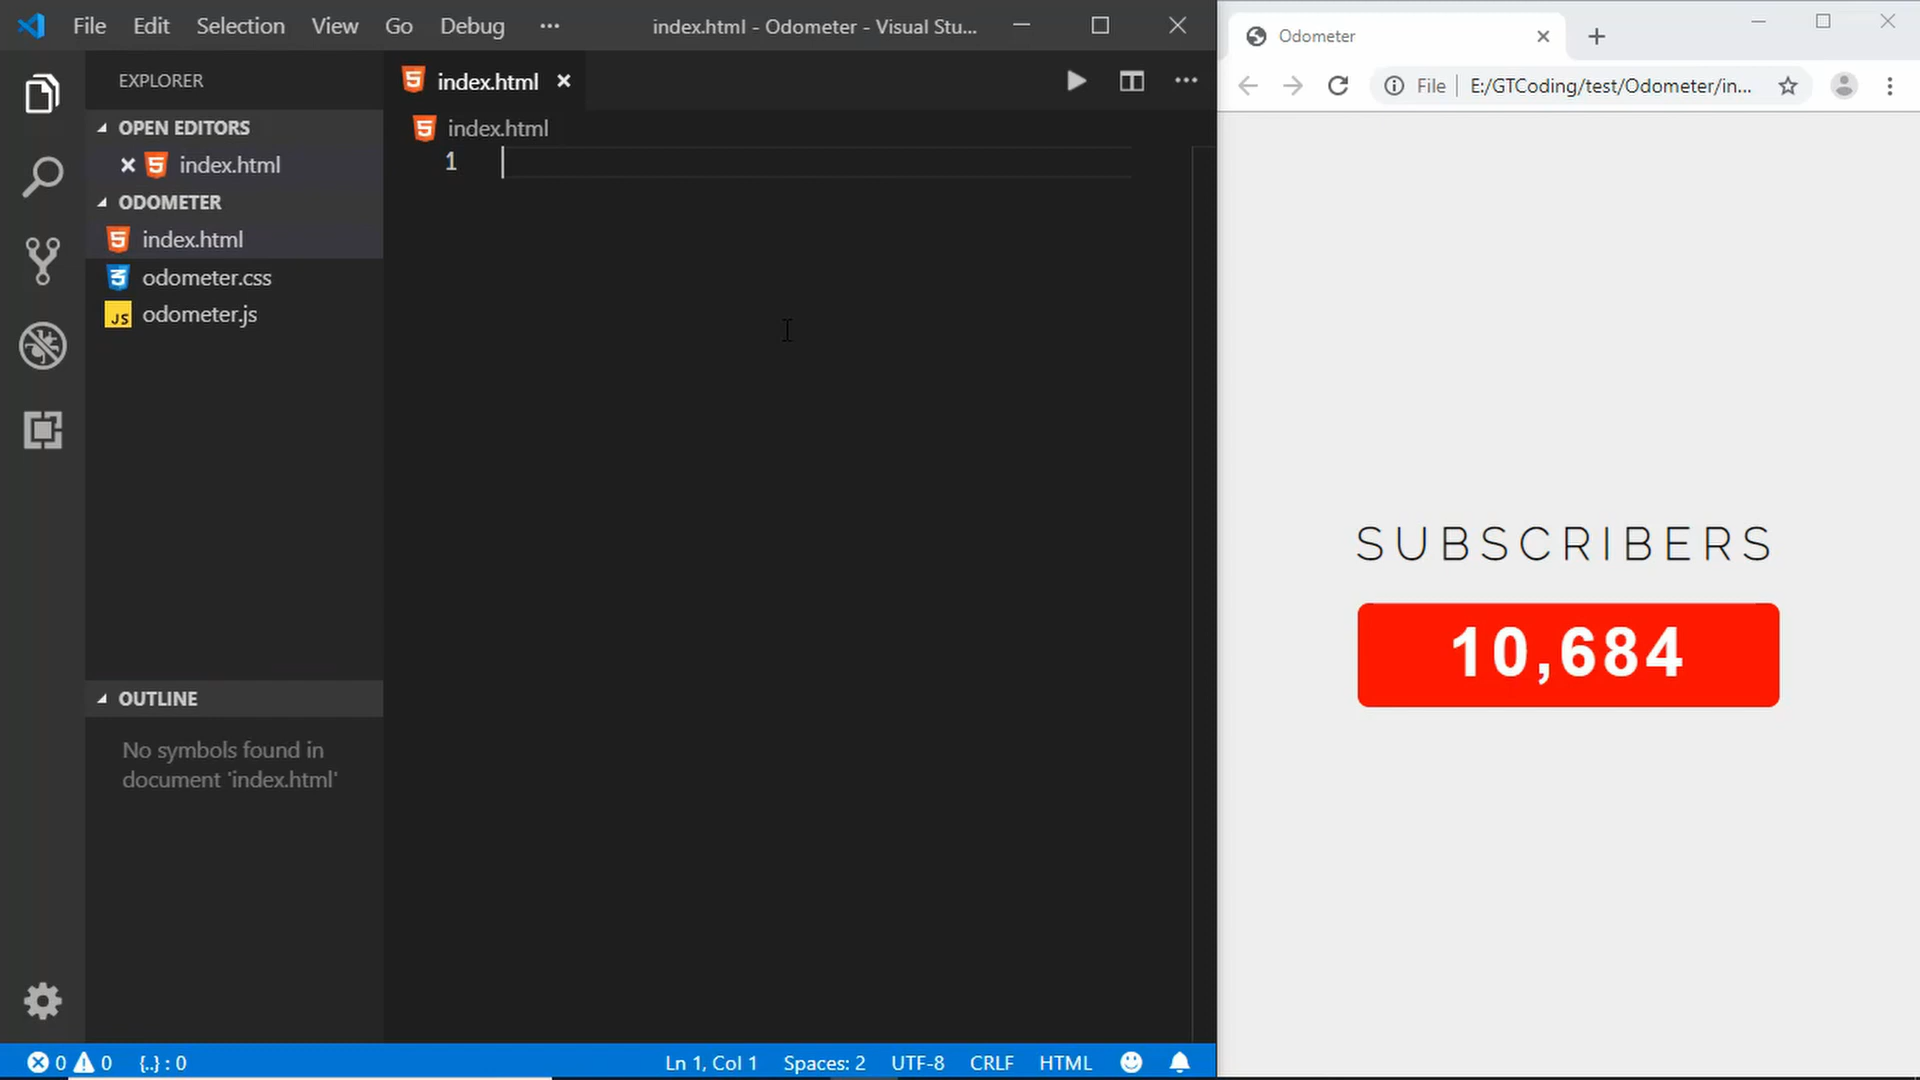 File Edit Selection View Go Debug ... index.html - Odometer - Visual Stu...
EXPLORER
OPEN EDITORS
index.html
ODOMETER
index.html
odometer.css
JS odometer.js
OUTLINE
No symbols found in
document 'index.html'
index.html
index.html
1
0 0 {..} : 0 Ln 1, Col 1 Spaces: 2 UTF-8 CRLF HTML
Odometer
File E:/GTCoding/test/Odometer/in...
SUBSCRIBERS
10,684